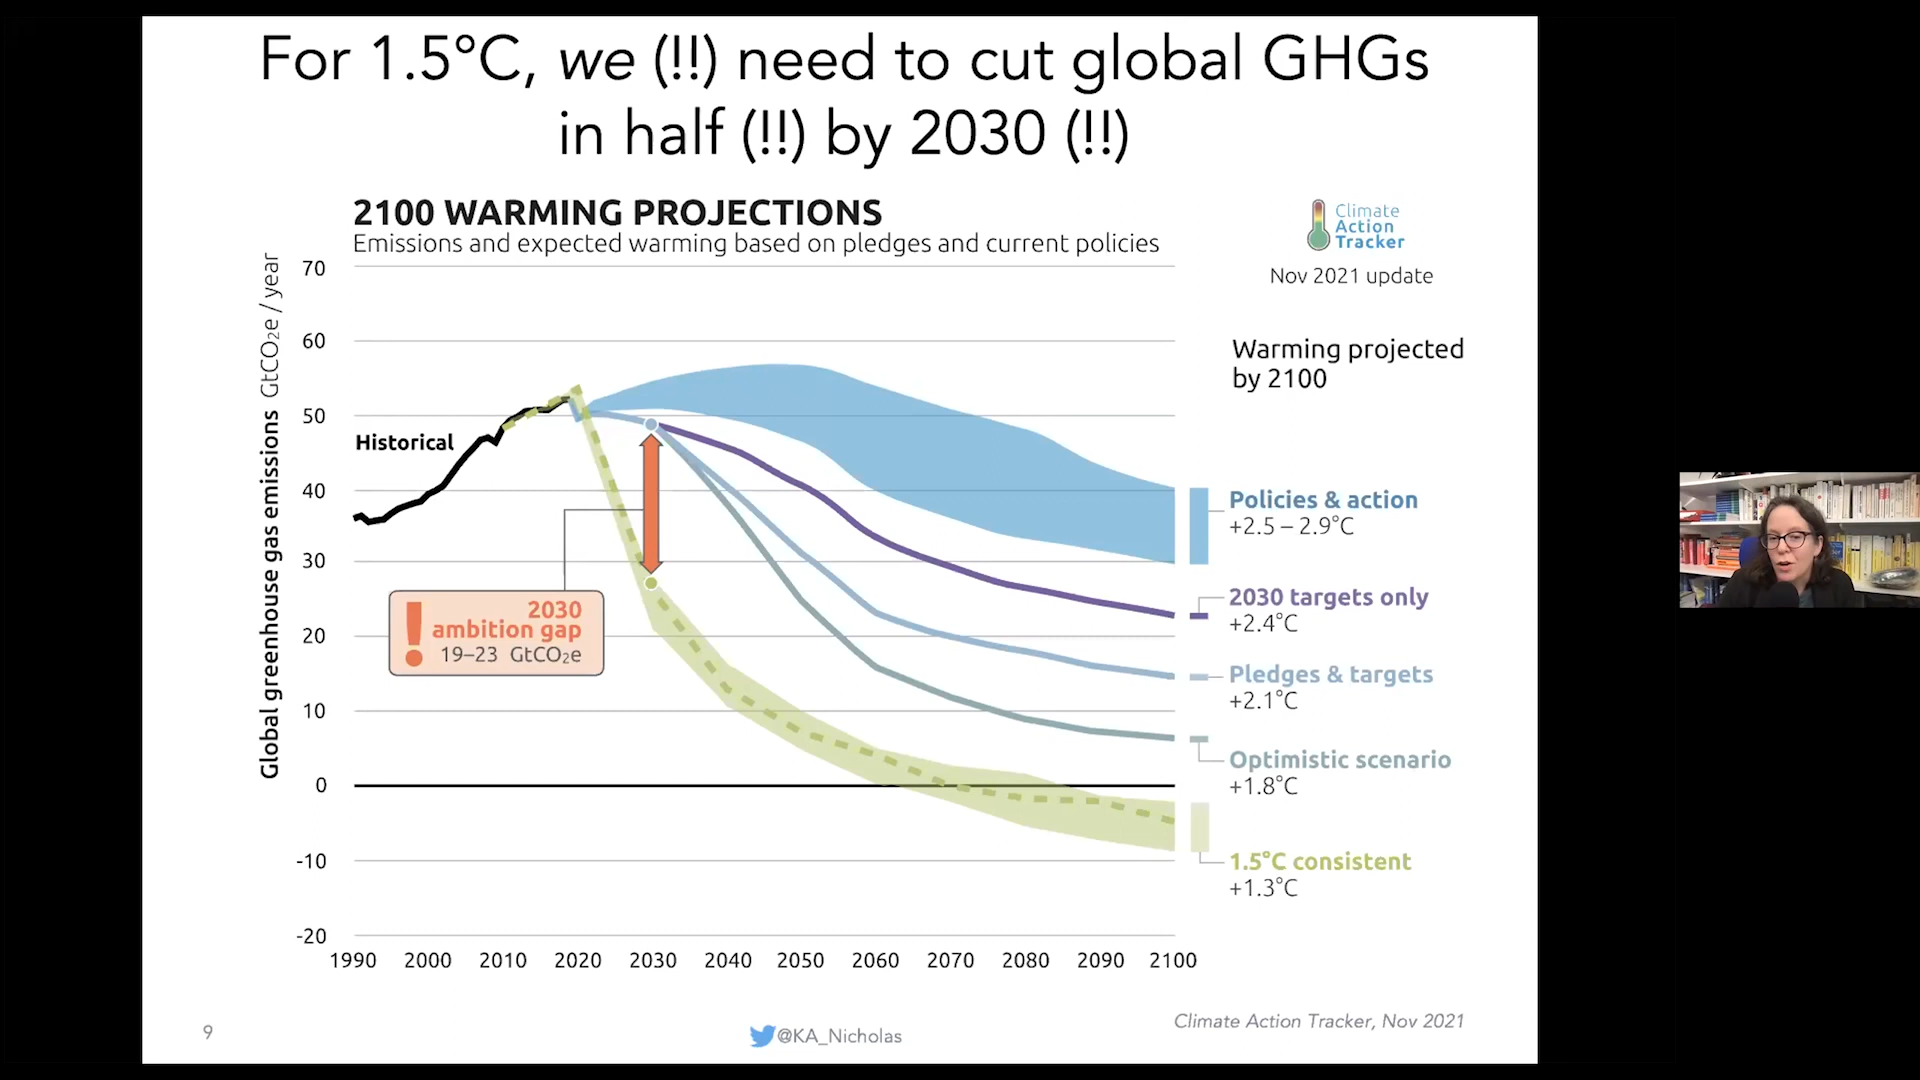 For 1.5°C, we (!!) need to cut global GHGs
in half (!!) by 2030 (!!)
2100 WARMING PROJECTIONS
Emissions and expected warming based on pledges and current policies
Climate
Action
Tracker
Nov 2021 update
Global greenhouse gas emissions GtCO₂e / year
70
60
50
40
30
20
10
0
-10
-20
Historical
!
2030
ambition gap
19–23 GtCO₂e
Warming projected
by 2100
Policies & action
+2.5 – 2.9°C
2030 targets only
+2.4°C
Pledges & targets
+2.1°C
Optimistic scenario
+1.8°C
1.5°C consistent
+1.3°C
1990 2000 2010 2020 2030 2040 2050 2060 2070 2080 2090 2100
9
@KA_Nicholas
Climate Action Tracker, Nov 2021